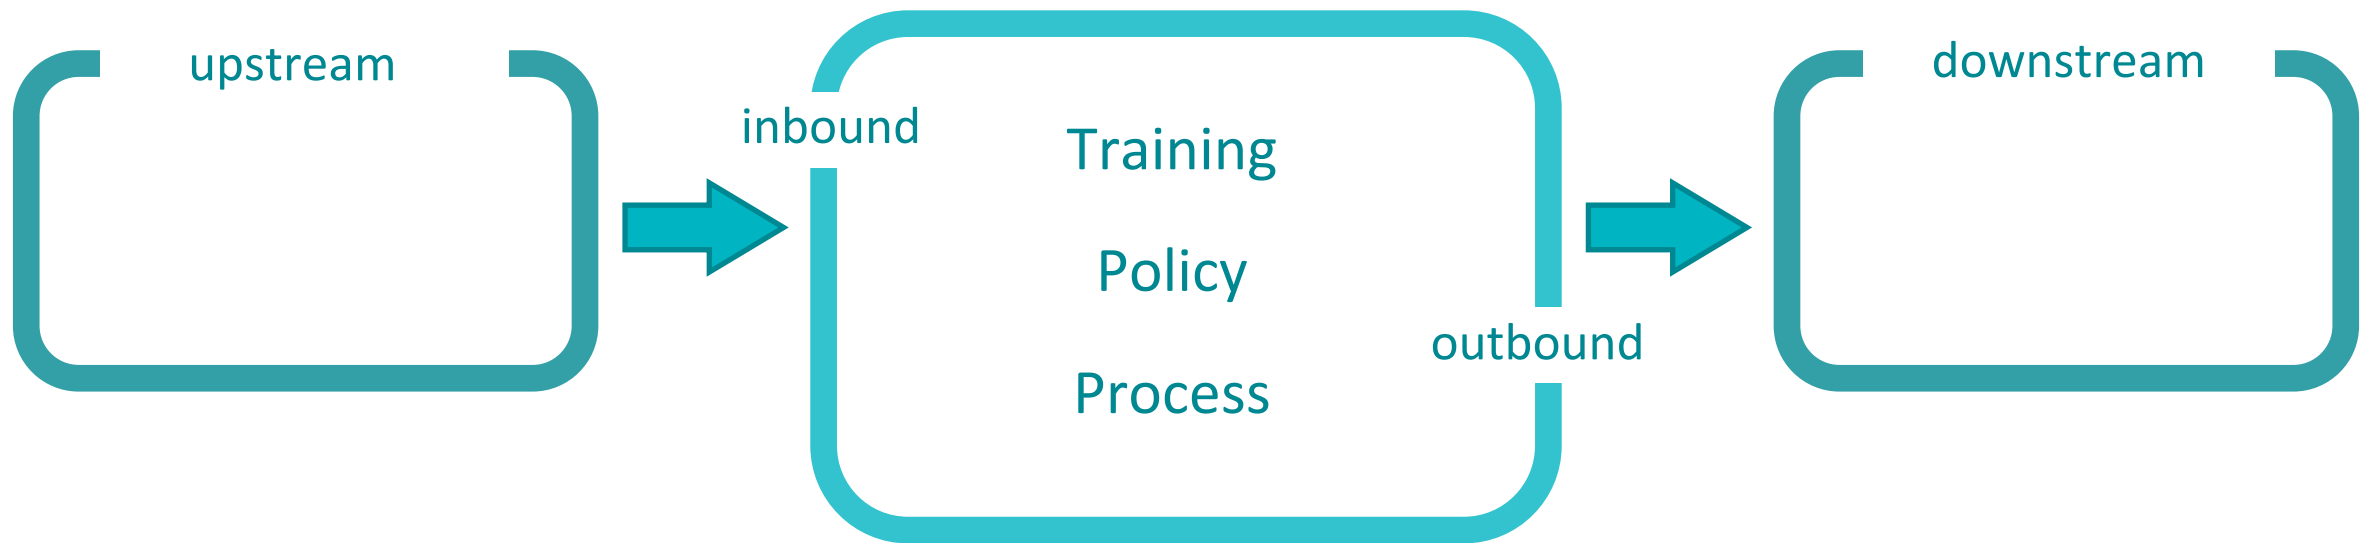 upstream
inbound
Training
Policy
Process
outbound
downstream